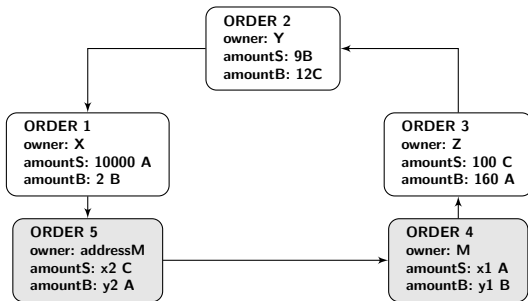 ORDER 2
owner: Y
amountS: 9B
amountB: 12C
ORDER 1
owner: X
amountS: 10000 A
amountB: 2 B
ORDER 3
owner: Z
amountS: 100 C
amountB: 160 A
ORDER 5
owner: addressM
amountS: x2 C
amountB: y2 A
ORDER 4
owner: M
amountS: x1 A
amountB: y1 B